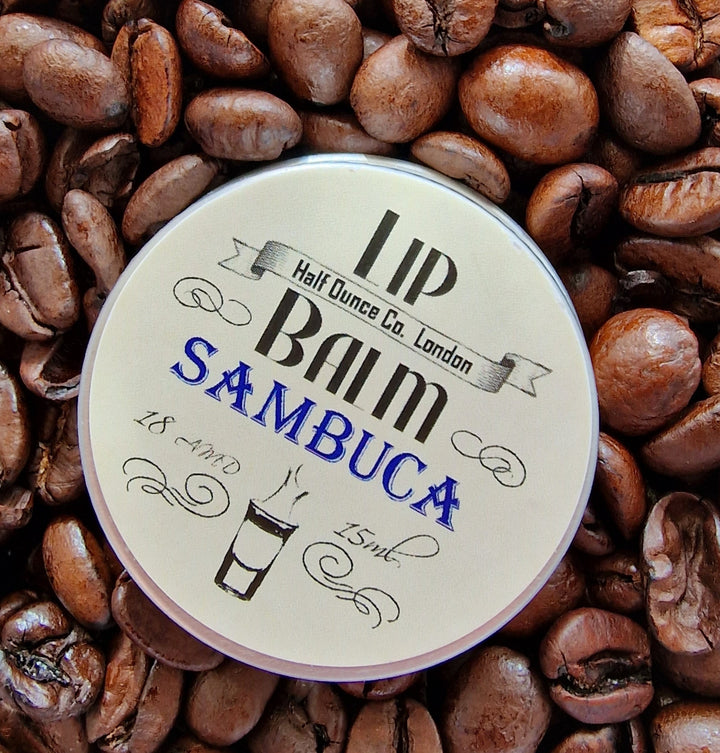 LIP
Half Ounce Co. London
BALM
SAMBUCA
18 AMD
15ml.